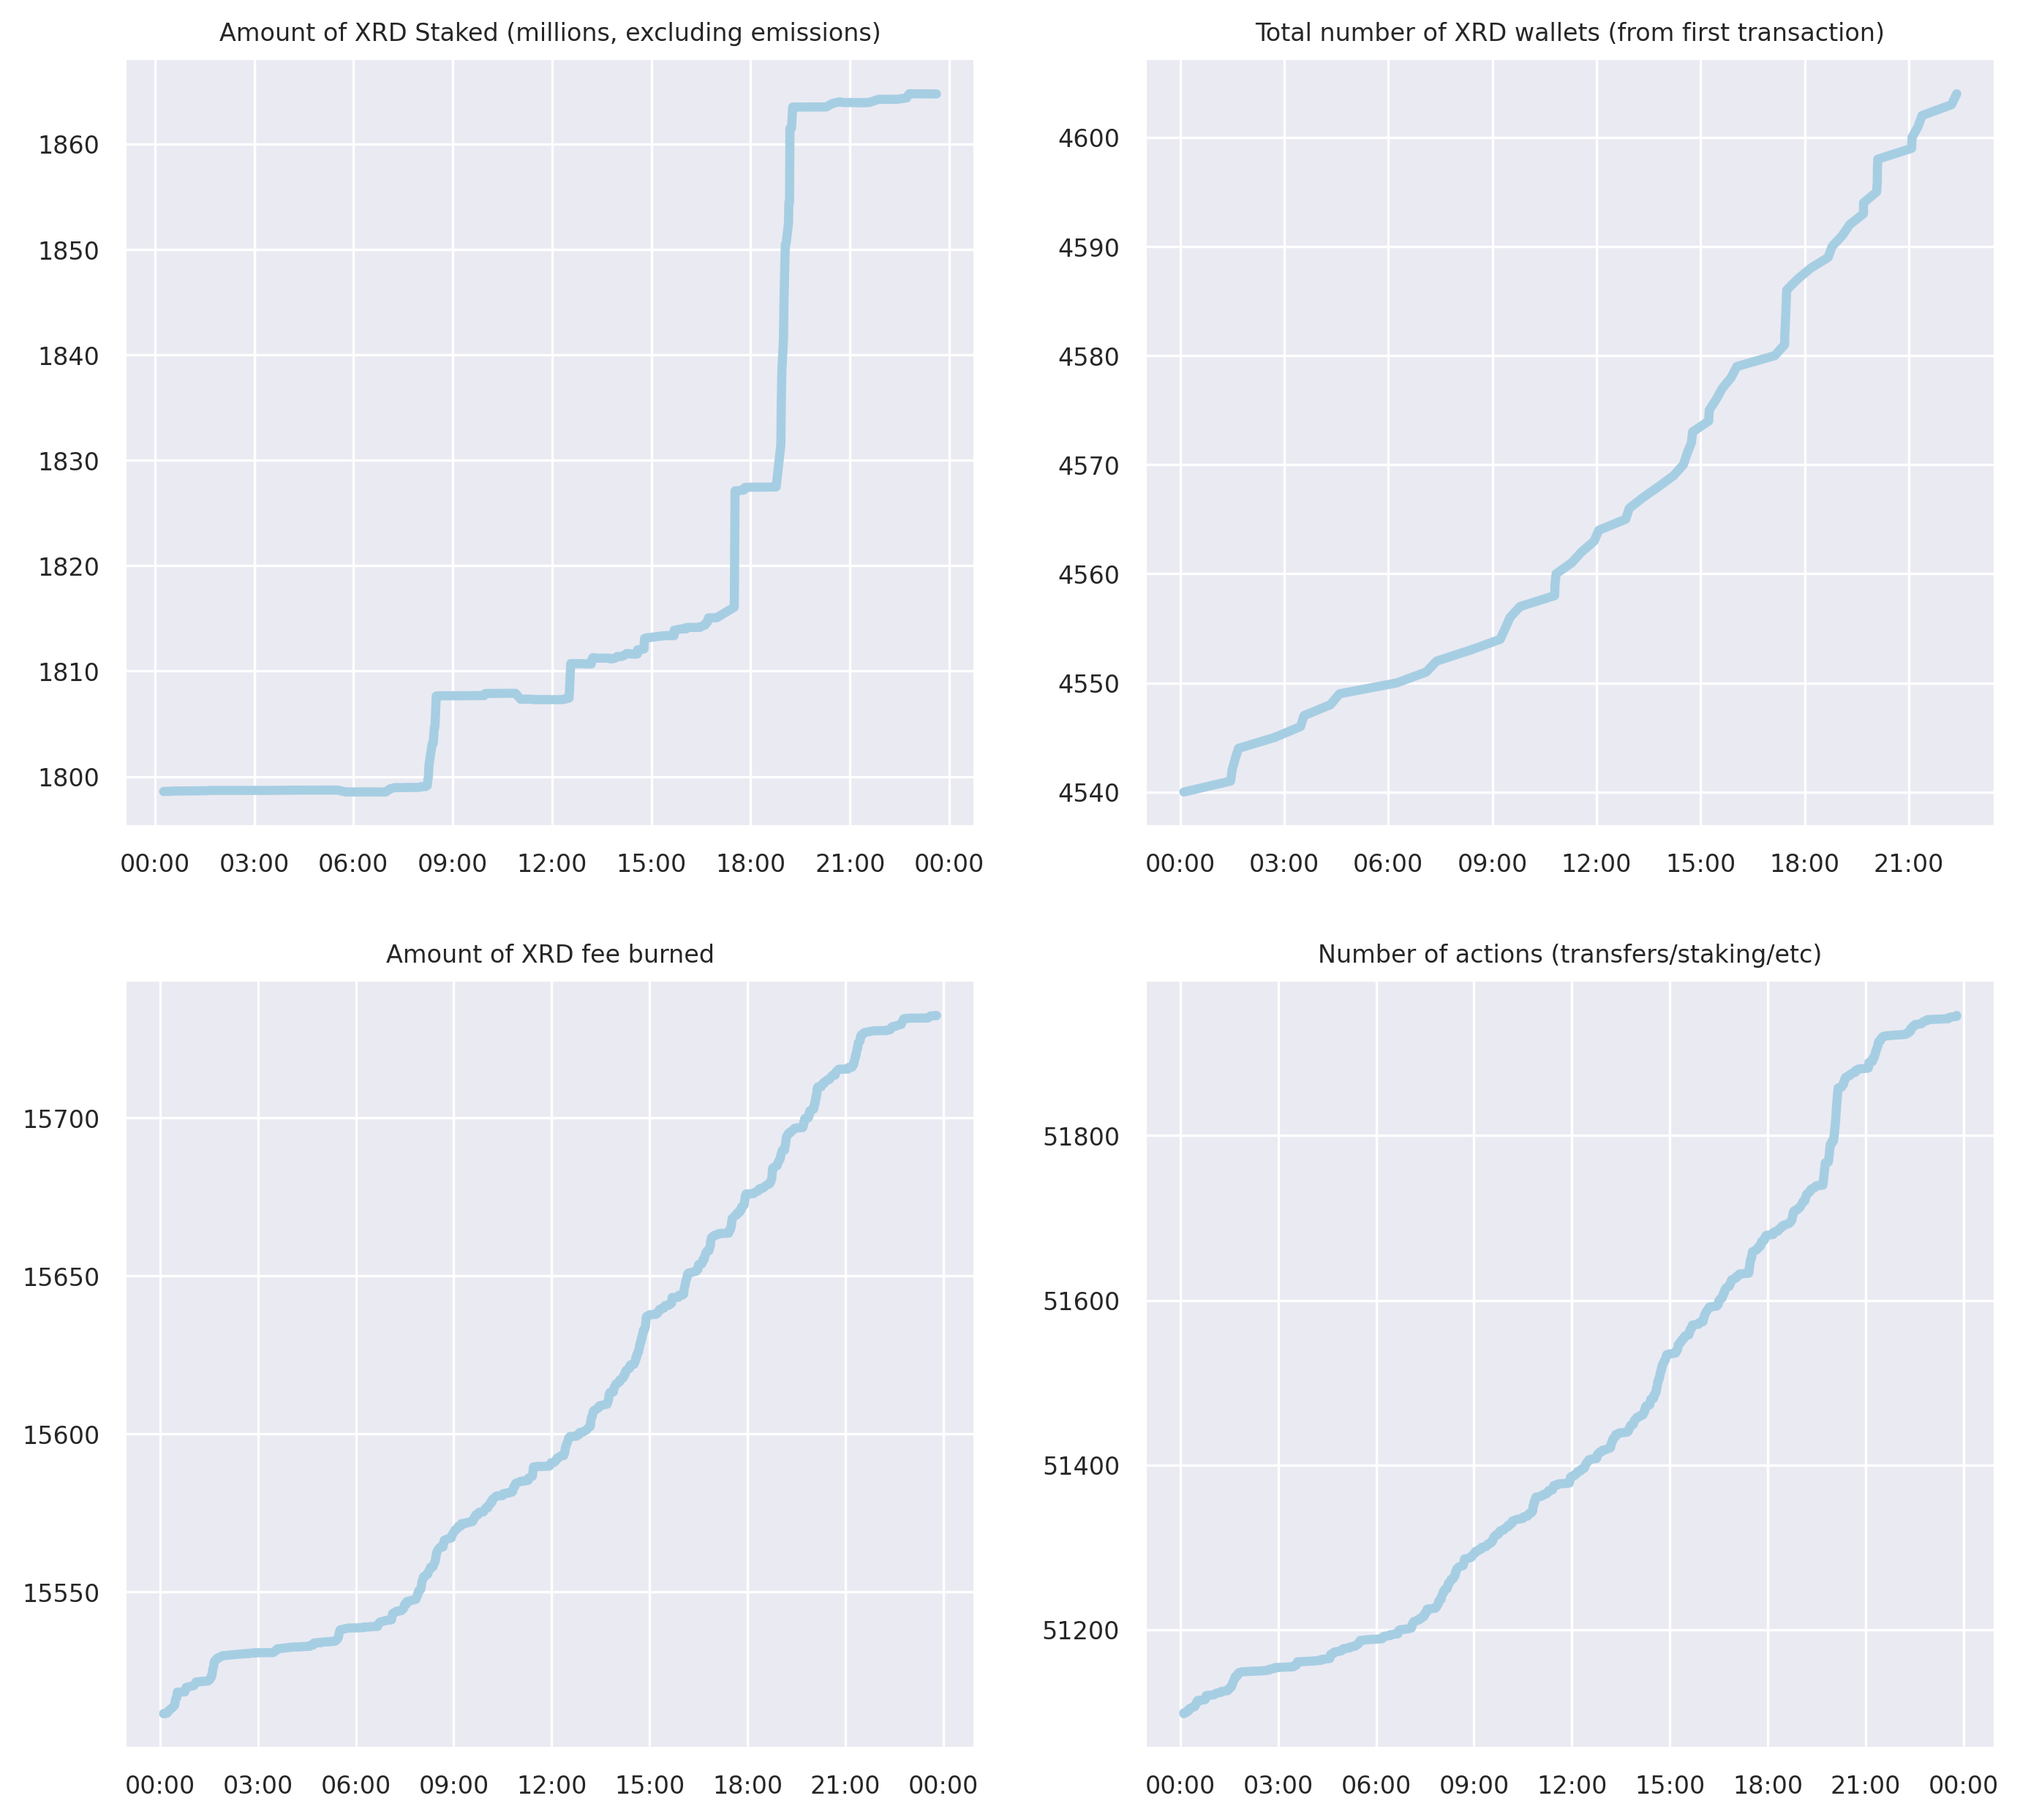 Amount of XRD Staked (millions, excluding emissions)
1860
1850
1840
1830
1820
1810
1800
00:00 03:00 06:00 09:00 12:00 15:00 18:00 21:00 00:00
Total number of XRD wallets (from first transaction)
4600
4590
4580
4570
4560
4550
4540
00:00 03:00 06:00 09:00 12:00 15:00 18:00 21:00
Amount of XRD fee burned
15700
15650
15600
15550
00:00 03:00 06:00 09:00 12:00 15:00 18:00 21:00 00:00
Number of actions (transfers/staking/etc)
51800
51600
51400
51200
00:00 03:00 06:00 09:00 12:00 15:00 18:00 21:00 00:00